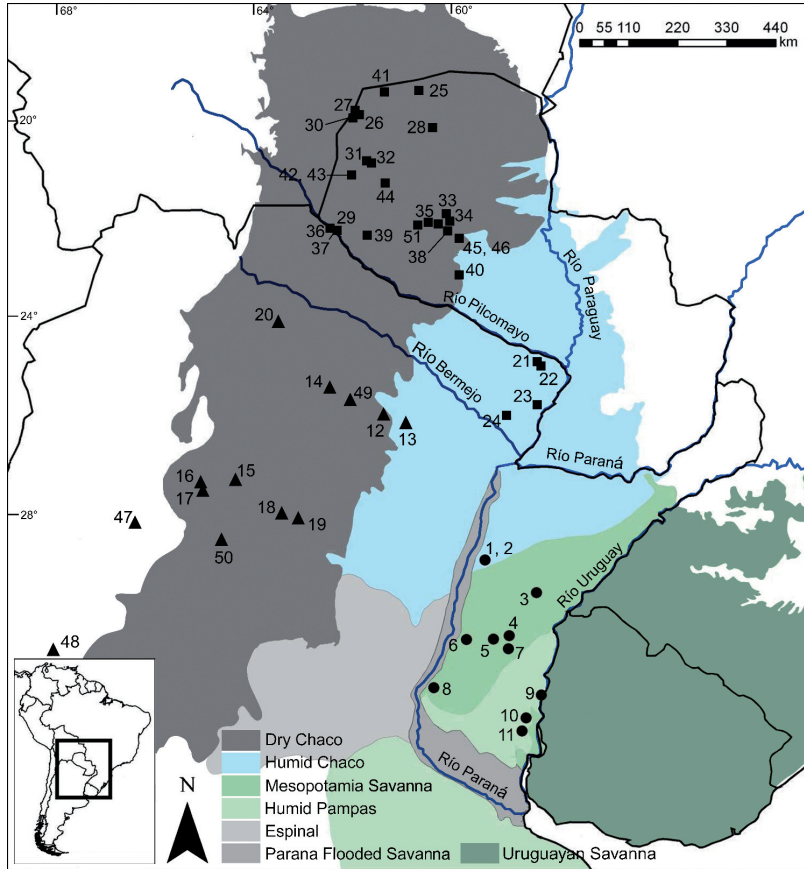 68° 64° 60°
0 55 110 220 330 440
km
41 25
27
20° 30 26 28
31 32
42, 43 44
33
29 35 34
36 37 39 51 38 45, 46
40
Río Paraguay
Río Pilcomayo
24° 20
Río Bermejo
21 22
14 49
12 13 23
24
Río Paraná
16 15
17
47 18 19
28°
50
1, 2
Río Uruguay
3
4
6 5 7
48
8 9
10
11
N
Río Paraná
Dry Chaco
Humid Chaco
Mesopotamia Savanna
Humid Pampas
Espinal
Parana Flooded Savanna Uruguayan Savanna